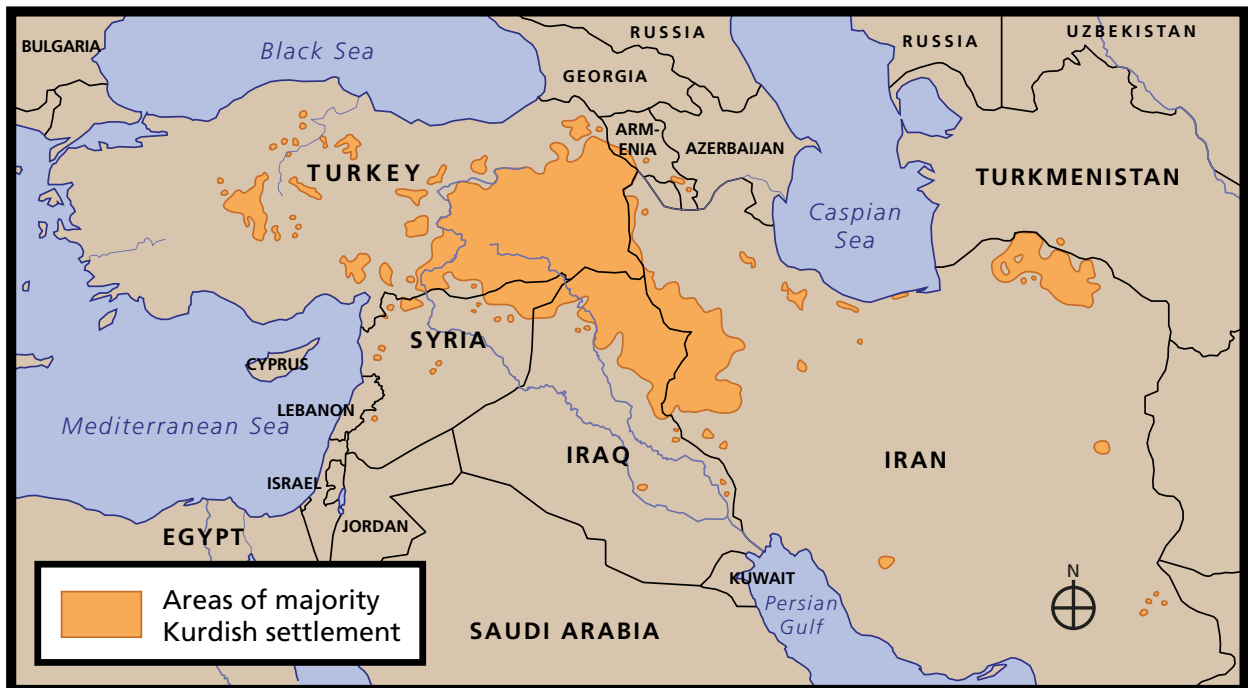 RUSSIA
UZBEKISTAN
BULGARIA
Black Sea
RUSSIA
GEORGIA
ARM-
ENIA
AZERBAIJAN
TURKEY
TURKMENISTAN
Caspian
Sea
SYRIA
CYPRUS
LEBANON
Mediterranean Sea
IRAQ
IRAN
ISRAEL
JORDAN
EGYPT
KUWAIT
N
Persian
Gulf
SAUDI ARABIA
Areas of majority
Kurdish settlement